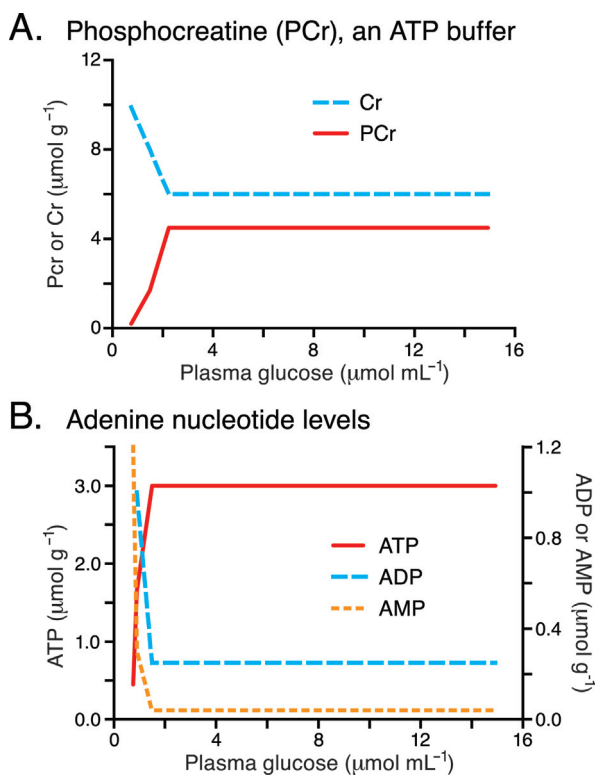 A. Phosphocreatine (PCr), an ATP buffer
12
8
4
0
Pcr or Cr (μmol g⁻¹)
Cr
PCr
0 4 8 12 16
Plasma glucose (μmol mL⁻¹)
B. Adenine nucleotide levels
3.0
2.0
1.0
0.0
ATP (μmol g⁻¹)
ATP
ADP
AMP
1.2
0.8
0.4
0.0
ADP or AMP (μmol g⁻¹)
0 4 8 12 16
Plasma glucose (μmol mL⁻¹)